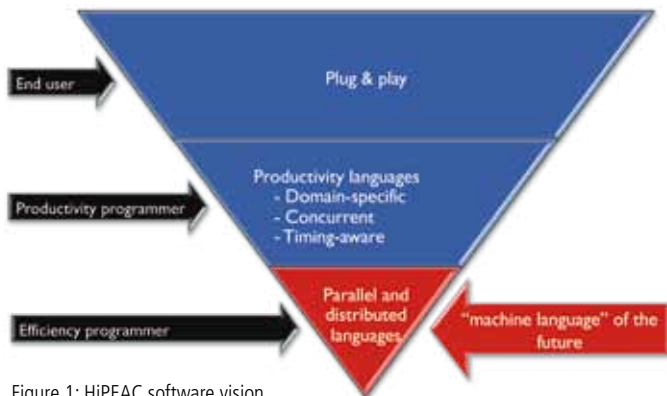 Plug & play
End user
Productivity languages
- Domain-specific
- Concurrent
- Timing-aware
Productivity programmer
Parallel and
distributed
languages
"machine language" of the
future
Efficiency programmer
Figure 1: HiPEAC software vision